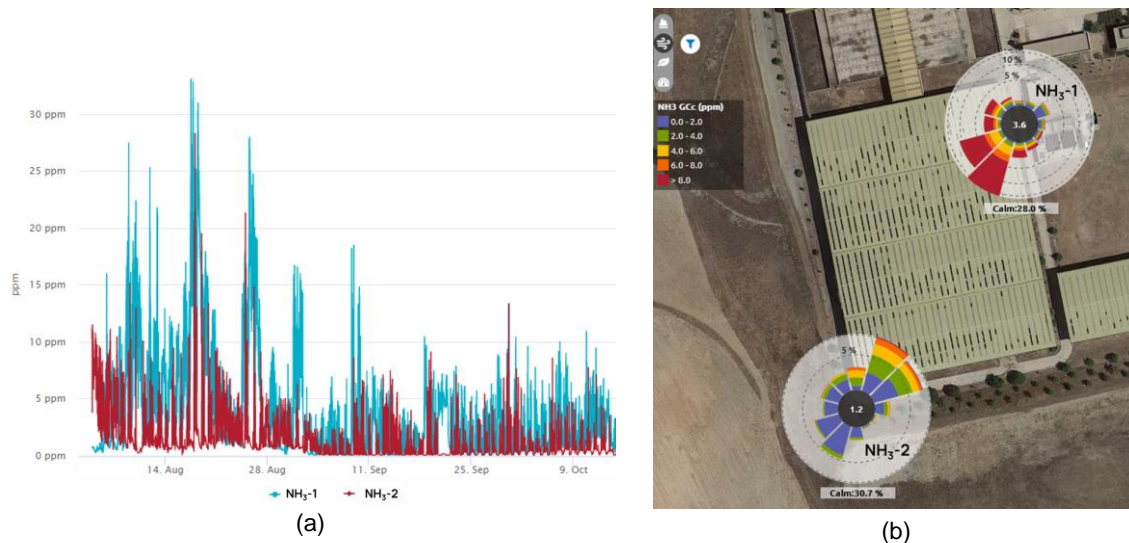 30 ppm
25 ppm
20 ppm
15 ppm
10 ppm
5 ppm
0 ppm
ppm
14. Aug
28. Aug
11. Sep
25. Sep
9. Oct
NH₃-1
NH₃-2
(a)
NH3 GCc (ppm)
0.0 - 2.0
2.0 - 4.0
4.0 - 6.0
6.0 - 8.0
> 8.0
10 %
5 %
NH₃-1
3.6
Calm:28.0 %
5 %
1.2
NH₃-2
Calm:30.7 %
(b)